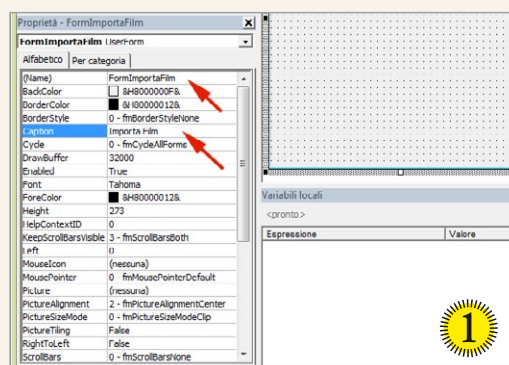 Proprietà - FormImportaFilm
FormImportaFilm UserForm
Alfabetico Per categoria
(Name) FormImportaFilm
BackColor &H8000000F&
BorderColor &H80000012&
BorderStyle 0 - fmBorderStyleNone
Caption Importa Film
Cycle 0 - fmCycleAllForms
DrawBuffer 32000
Enabled True
Font Tahoma
ForeColor &H80000012&
Height 273
HelpContextID 0
KeepScrollBarsVisible 3 - fmScrollBarsBoth
Left 0
MouseIcon (nessuna)
MousePointer 0 - fmMousePointerDefault
Picture (nessuna)
PictureAlignment 2 - fmPictureAlignmentCenter
PictureSizeMode 0 - fmPictureSizeModeClip
PictureTiling False
RightToLeft False
ScrollBars 0 - fmScrollBarsNone
Variabili locali
<pronto>
Espressione Valore
1